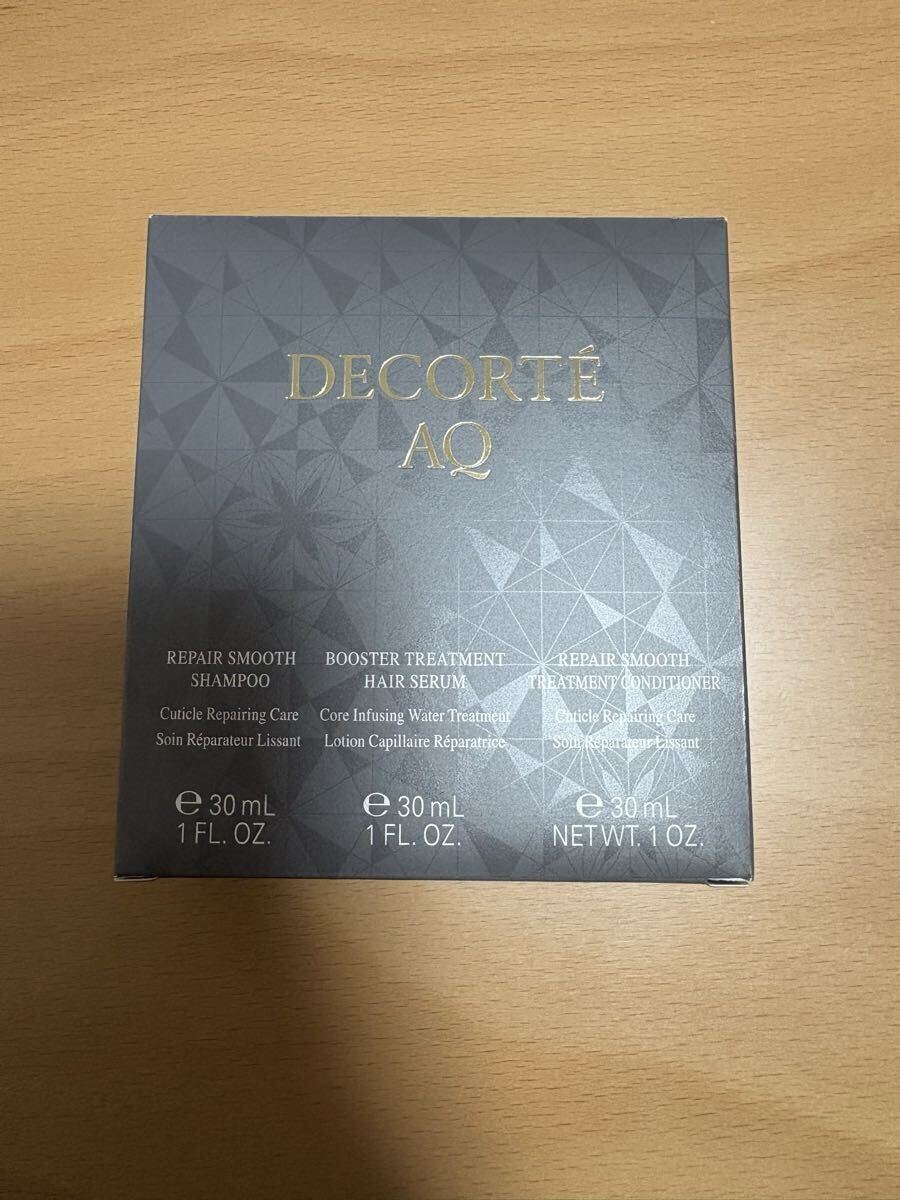 DECORTÉ
AQ
REPAIR SMOOTH
SHAMPOO
Cuticle Repairing Care
Soin Réparateur Lissant
℮ 30 mL
1 FL. OZ.
BOOSTER TREATMENT
HAIR SERUM
Core Infusing Water Treatment
Lotion Capillaire Réparatrice
℮ 30 mL
1 FL. OZ.
REPAIR SMOOTH
TREATMENT CONDITIONER
Cuticle Repairing Care
Soin Réparateur Lissant
℮ 30 mL
NET WT. 1 OZ.